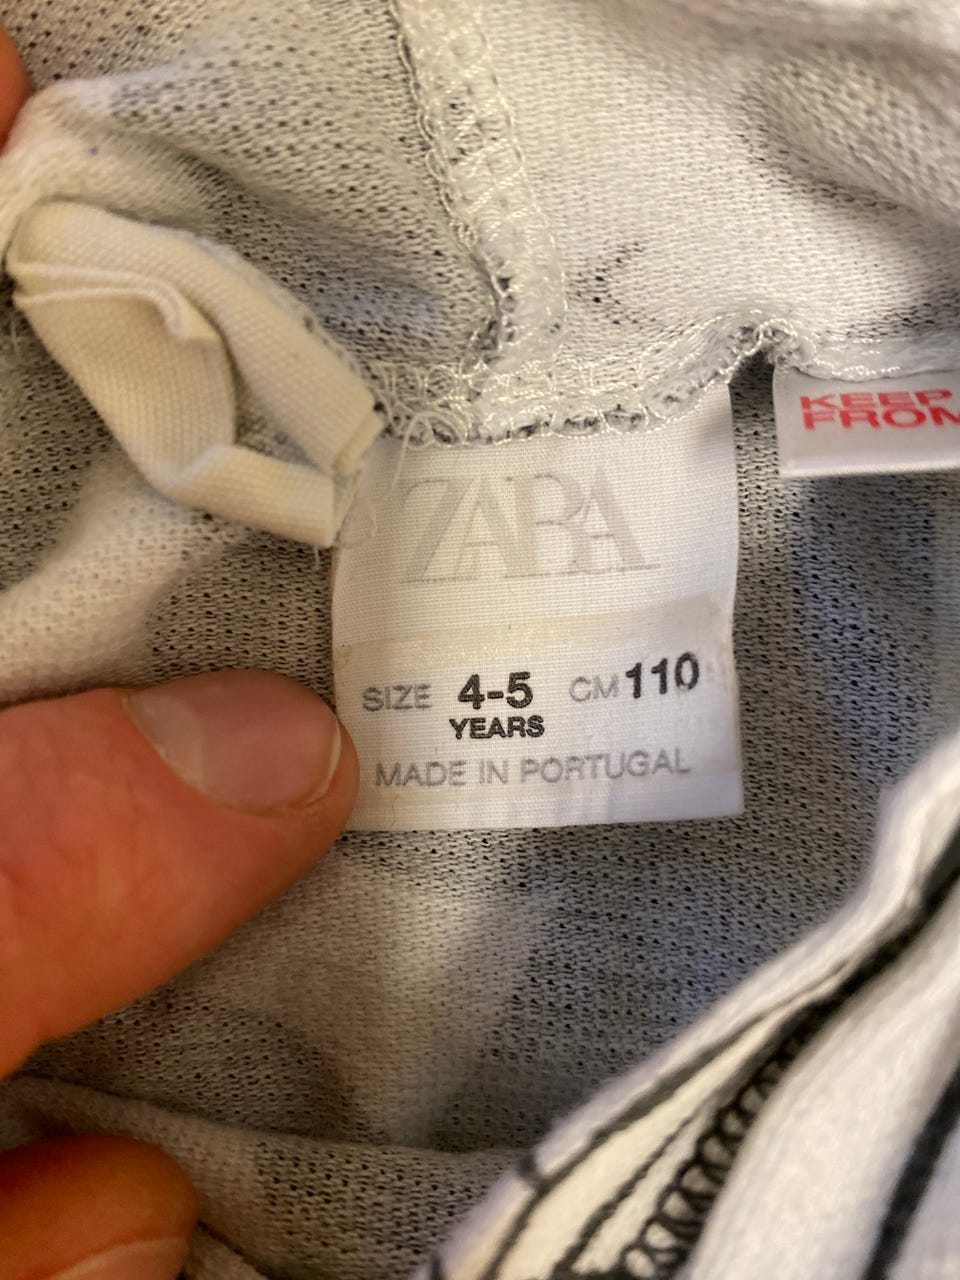 KEEP
FROM
ZARA
SIZE 4-5 CM 110
YEARS
MADE IN PORTUGAL